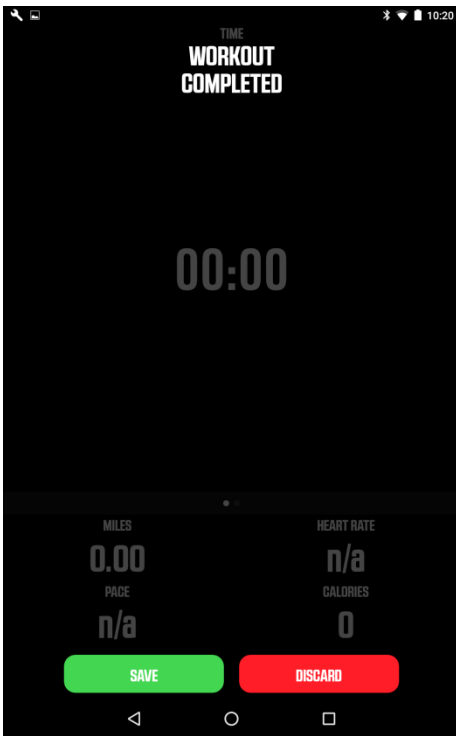 10:20
TIME
WORKOUT
COMPLETED
00:00
MILES HEART RATE
0.00 n/a
PACE CALORIES
n/a 0
SAVE DISCARD